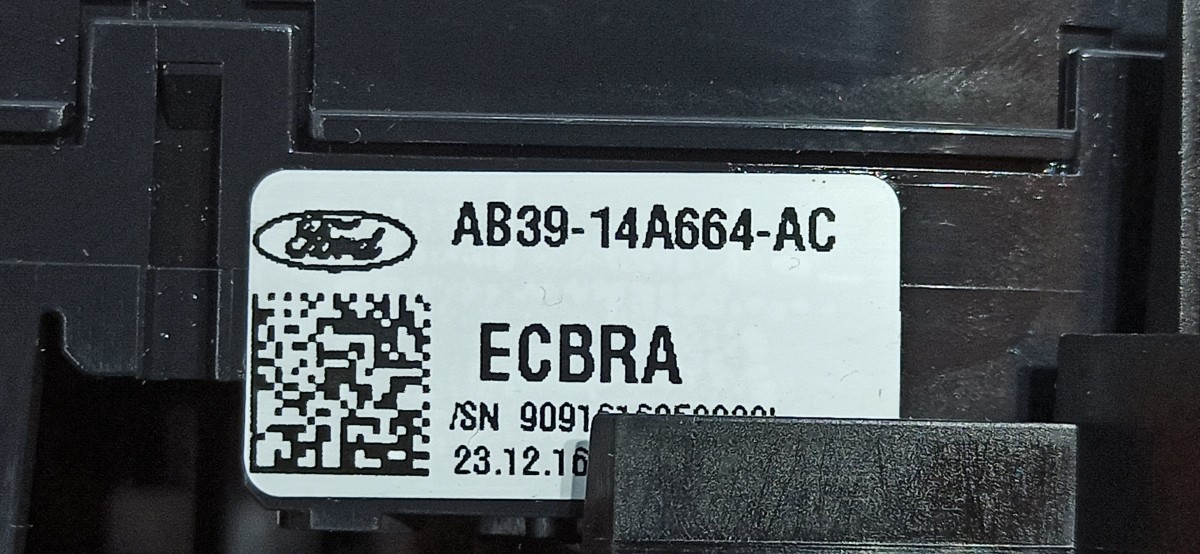 Ford
AB39-14A664-AC
ECBRA
/SN
23.12.16